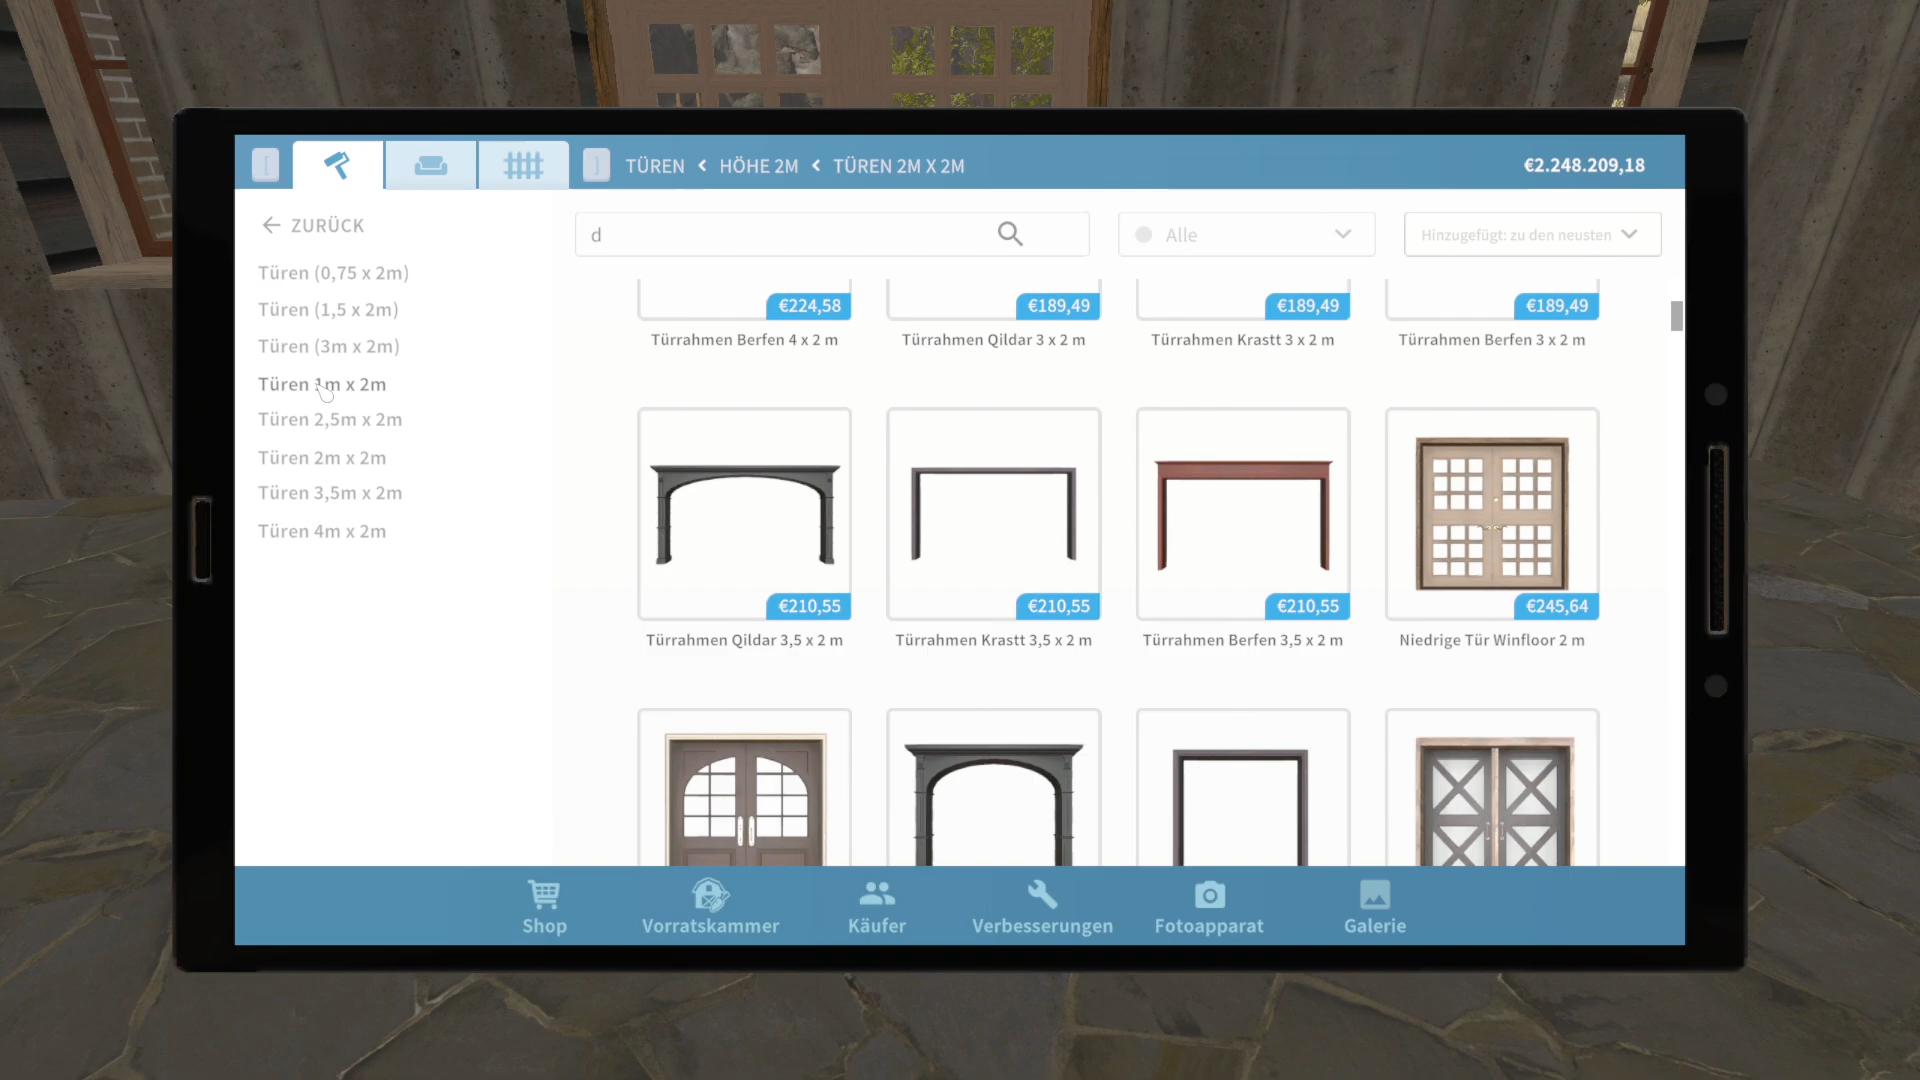 [
]
TÜREN < HÖHE 2M < TÜREN 2M X 2M
€2.248.209,18
ZURÜCK
Türen (0,75 x 2m)
Türen (1,5 x 2m)
Türen (3m x 2m)
Türen 1m x 2m
Türen 2,5m x 2m
Türen 2m x 2m
Türen 3,5m x 2m
Türen 4m x 2m
d
Alle
Hinzugefügt: zu den neusten
€224,58
€189,49
€189,49
€189,49
Türrahmen Berfen 4 x 2 m
Türrahmen Qildar 3 x 2 m
Türrahmen Krastt 3 x 2 m
Türrahmen Berfen 3 x 2 m
€210,55
€210,55
€210,55
€245,64
Türrahmen Qildar 3,5 x 2 m
Türrahmen Krastt 3,5 x 2 m
Türrahmen Berfen 3,5 x 2 m
Niedrige Tür Winfloor 2 m
Shop
Vorratskammer
Käufer
Verbesserungen
Fotoapparat
Galerie